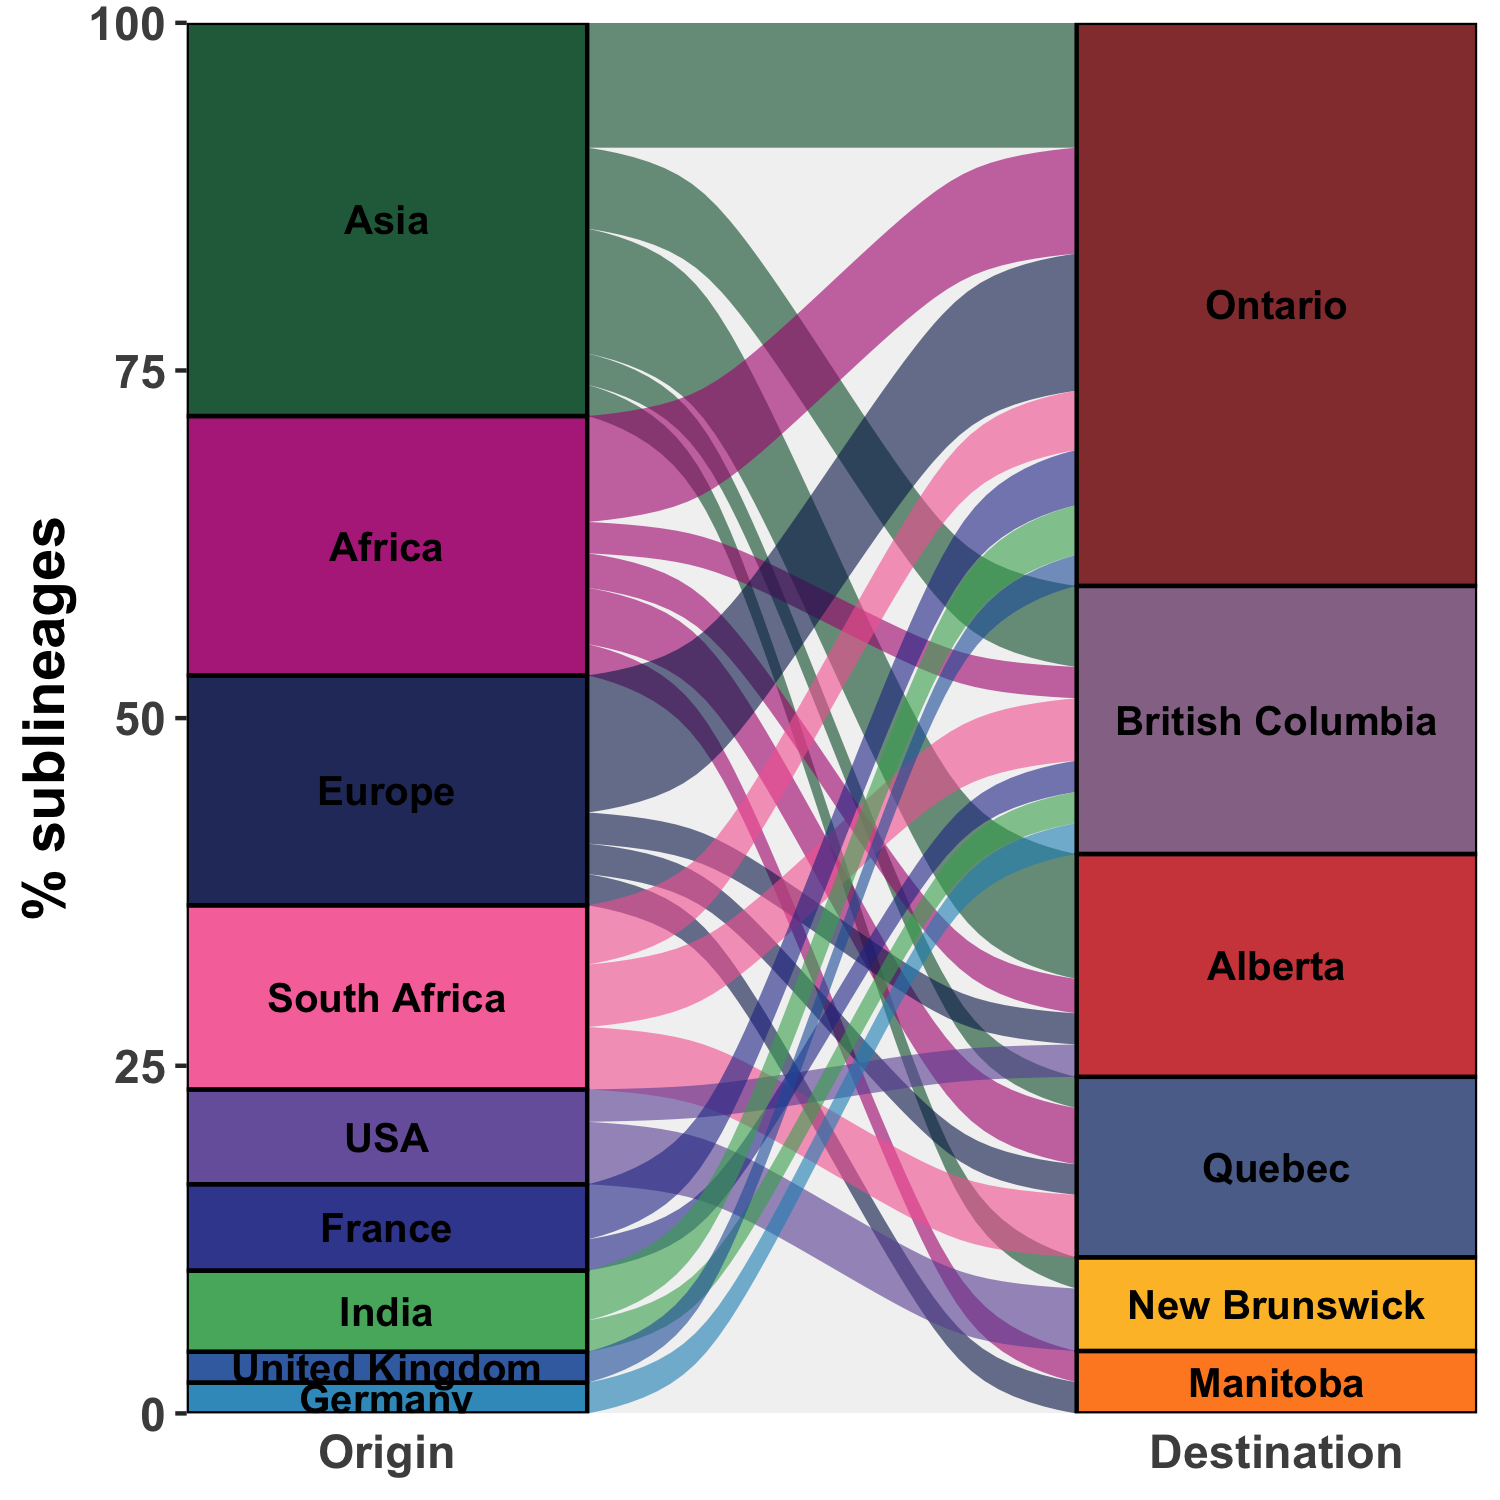 100
75
50
25
0
% sublineages
Asia
Africa
Europe
South Africa
USA
France
India
United Kingdom
Germany
Ontario
British Columbia
Alberta
Quebec
New Brunswick
Manitoba
Origin
Destination